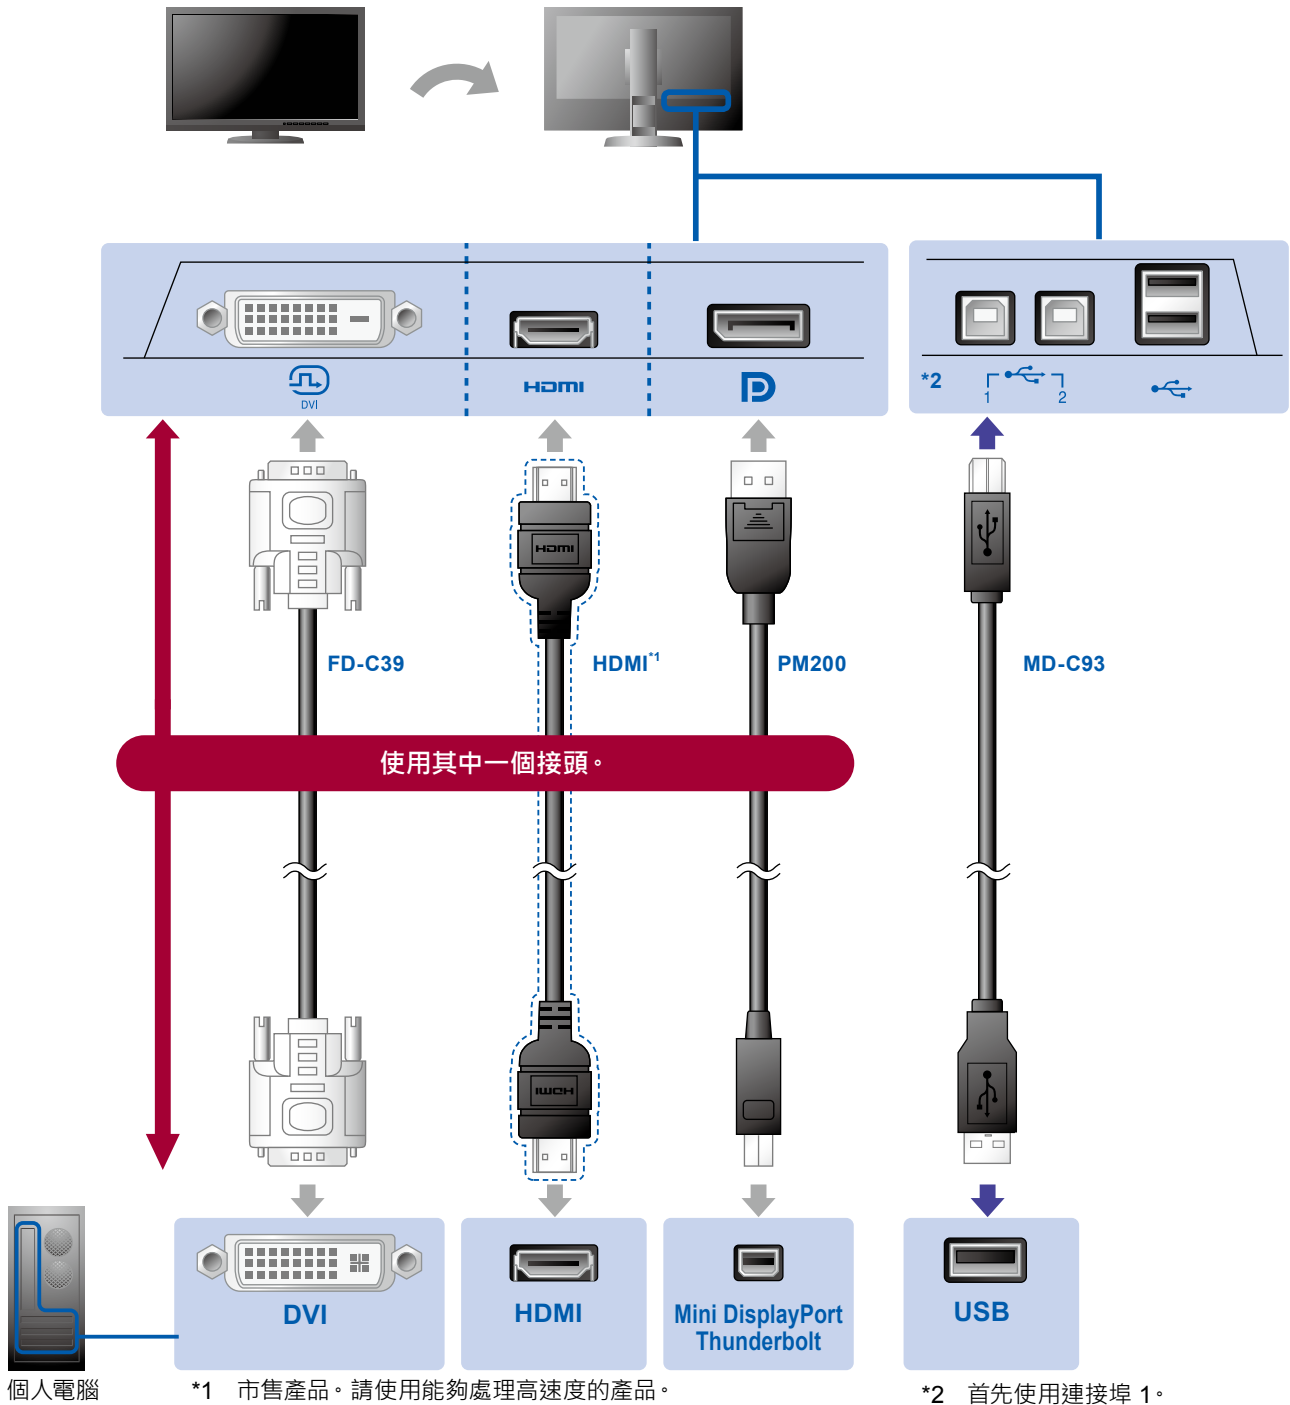 DVI
HDMI
*2
1
2
HDMI
FD-C39
HDMI*1
PM200
MD-C93
使用其中一個接頭。
HDMI
DVI
HDMI
Mini DisplayPort
Thunderbolt
USB
個人電腦
*1 市售產品。請使用能夠處理高速度的產品。
*2 首先使用連接埠 1。